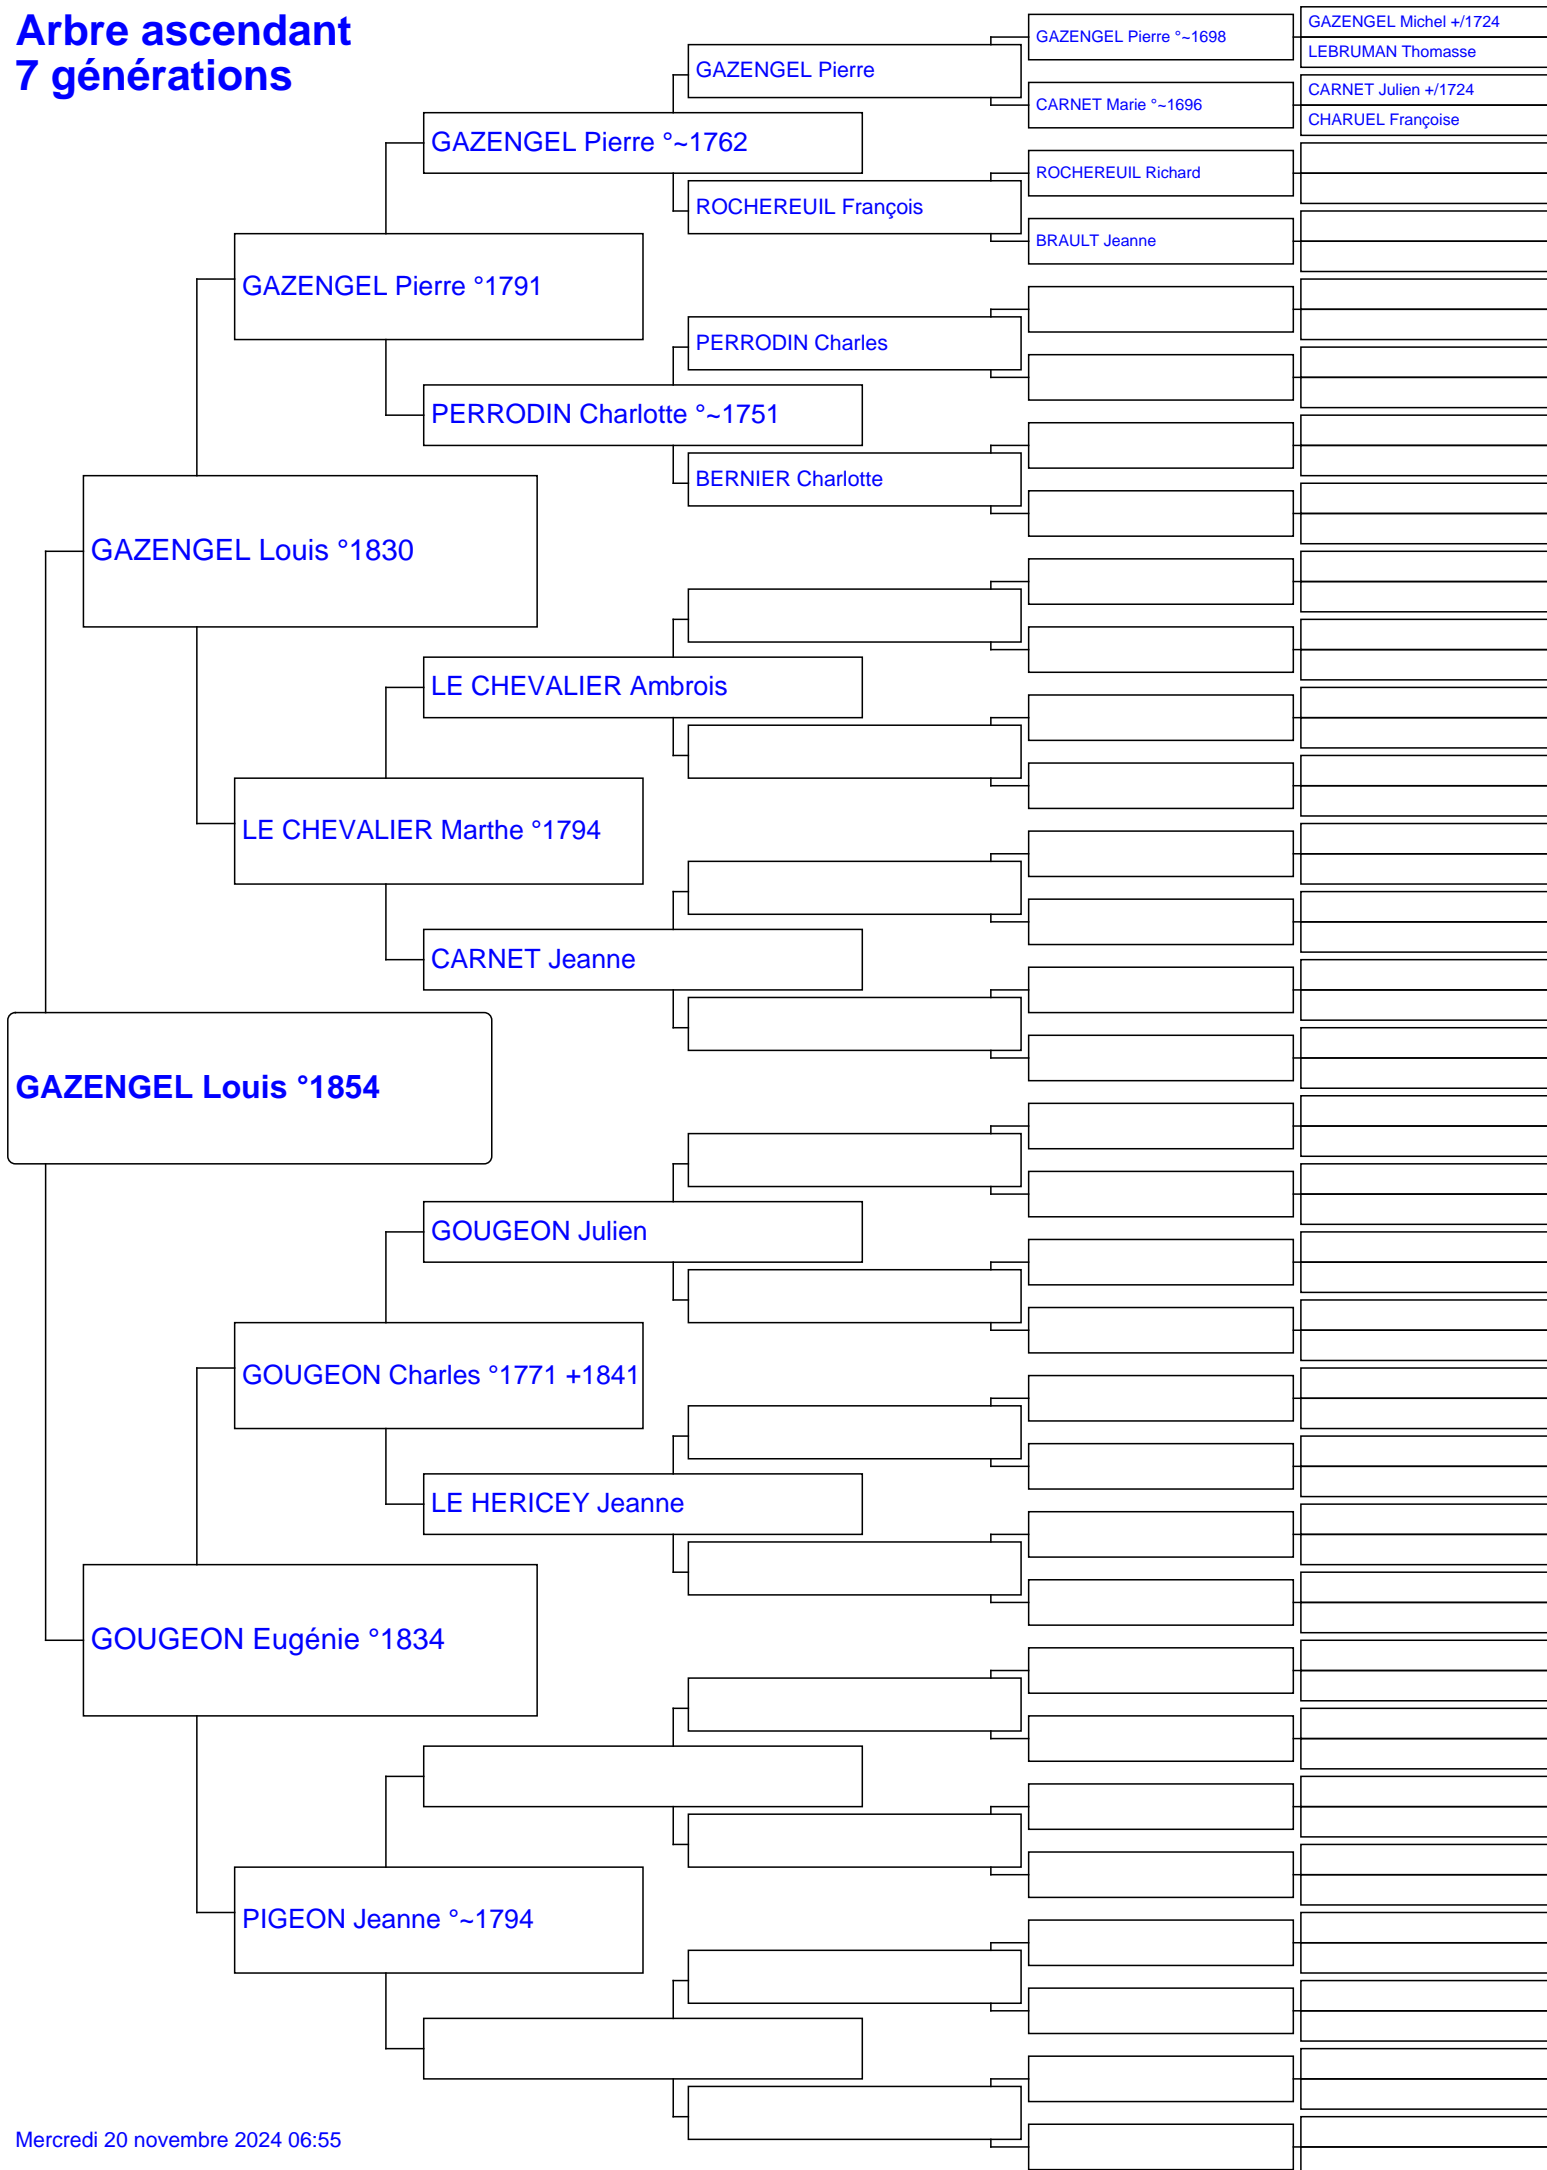 Arbre ascendant
7 générations
GAZENGEL Michel +/1724
GAZENGEL Pierre °~1698
LEBRUMAN Thomasse
GAZENGEL Pierre
CARNET Julien +/1724
CARNET Marie °~1696
CHARUEL Françoise
GAZENGEL Pierre °~1762
ROCHEREUIL Richard
ROCHEREUIL François
BRAULT Jeanne
GAZENGEL Pierre °1791
PERRODIN Charles
PERRODIN Charlotte °~1751
BERNIER Charlotte
GAZENGEL Louis °1830
LE CHEVALIER Ambrois
LE CHEVALIER Marthe °1794
CARNET Jeanne
GAZENGEL Louis °1854
GOUGEON Julien
GOUGEON Charles °1771 +1841
LE HERICEY Jeanne
GOUGEON Eugénie °1834
PIGEON Jeanne °~1794
Mercredi 20 novembre 2024 06:55